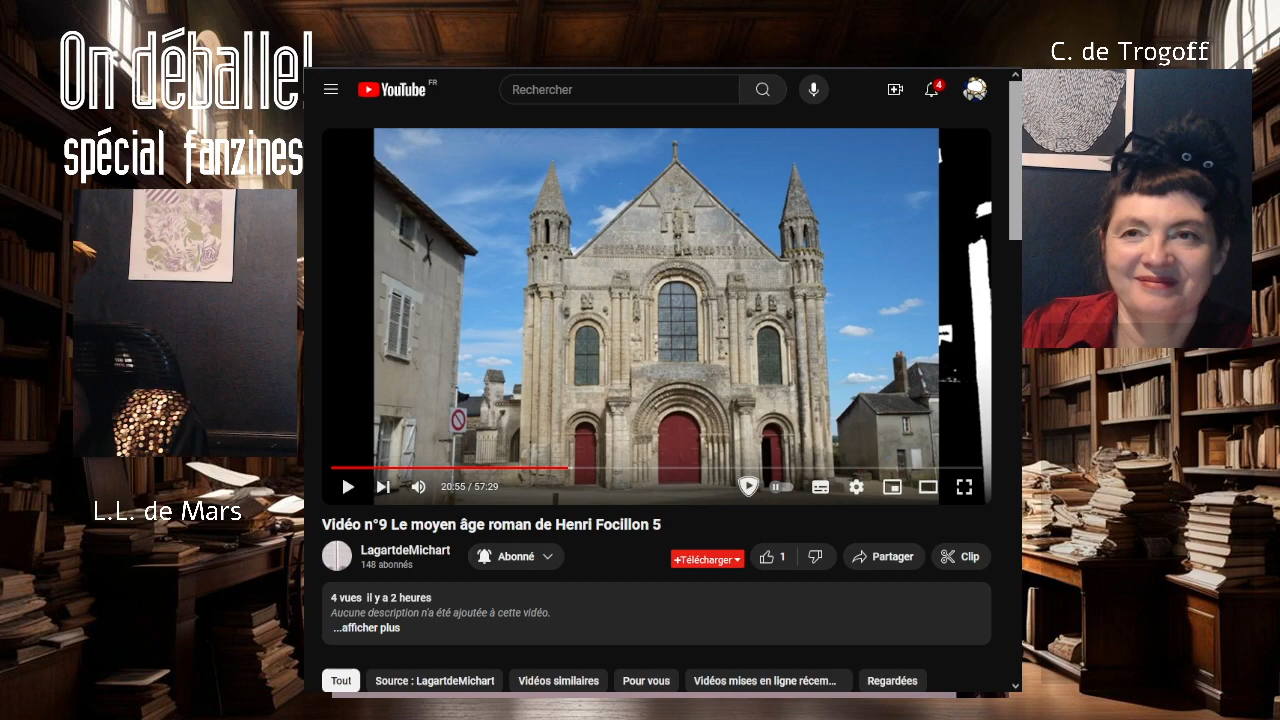 On déballe!
spécial fanzines
C. de Trogoff
L.L. de Mars
YouTube FR
Rechercher
4
20:55 / 57:29
Vidéo n°9 Le moyen âge roman de Henri Focillon 5
LagartdeMichart
148 abonnés
Abonné
+Télécharger
1
Partager
Clip
4 vues il y a 2 heures
Aucune description n'a été ajoutée à cette vidéo.
...afficher plus
Tout
Source : LagartdeMichart
Vidéos similaires
Pour vous
Vidéos mises en ligne récem...
Regardées